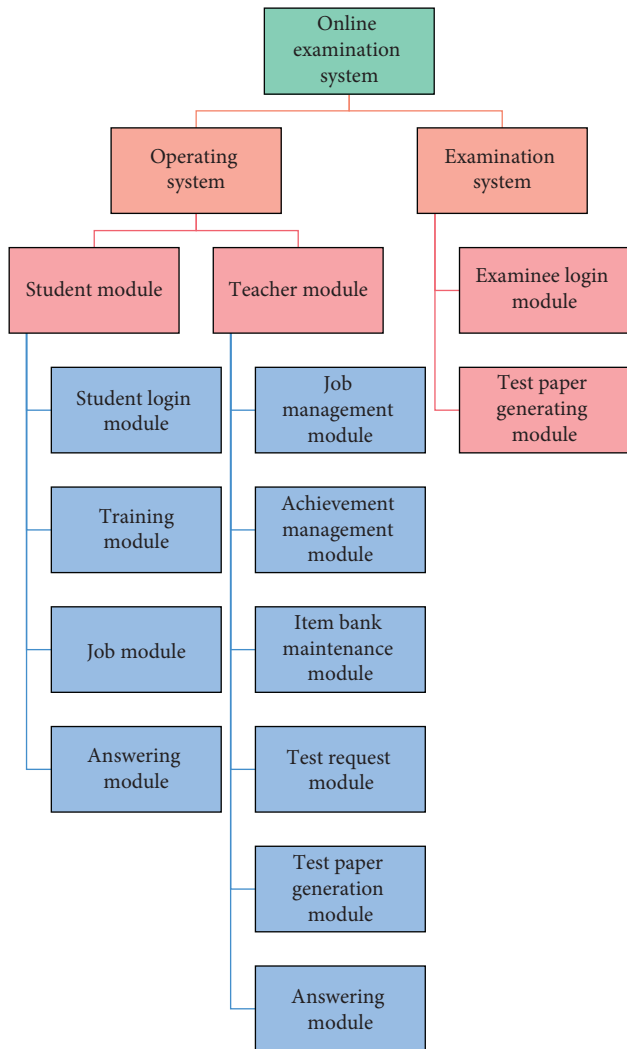 Online
examination
system
Operating
system
Examination
system
Student module
Teacher module
Examinee login
module
Test paper
generating
module
Student login
module
Training
module
Job module
Answering
module
Job
management
module
Achievement
management
module
Item bank
maintenance
module
Test request
module
Test paper
generation
module
Answering
module